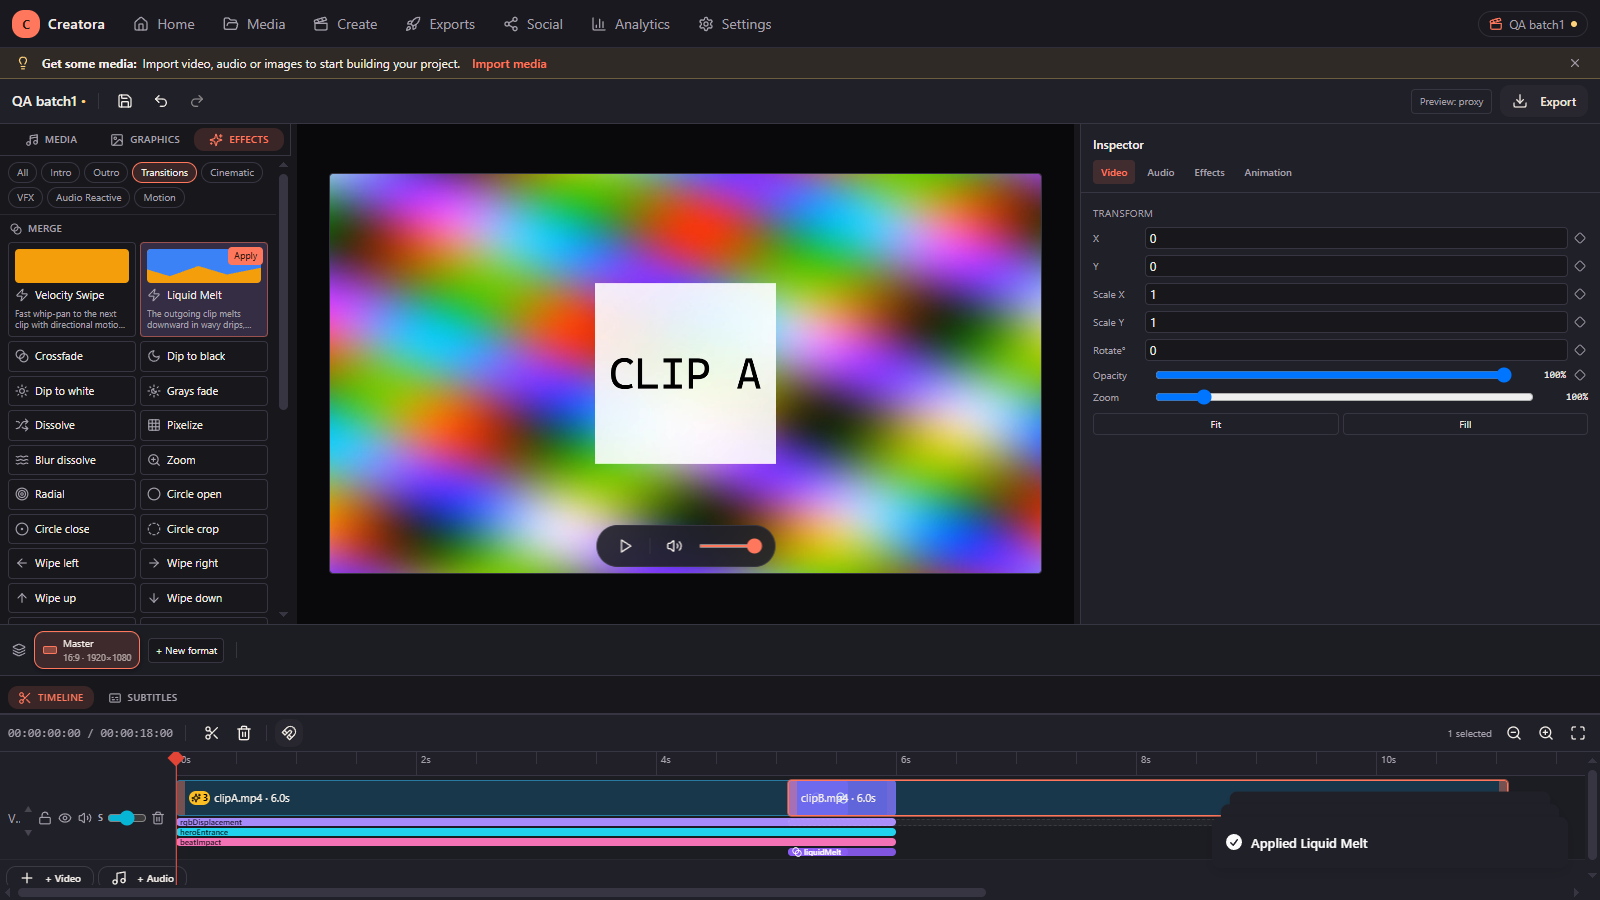 C Creatora Home Media Create Exports Social Analytics Settings QA batch1
Get some media: Import video, audio or images to start building your project. Import media
QA batch1 Preview: proxy Export
MEDIA GRAPHICS EFFECTS
All Intro Outro Transitions Cinematic
VFX Audio Reactive Motion
MERGE
Apply
Velocity Swipe
Fast whip-pan to the next
clip with directional motio...
Liquid Melt
The outgoing clip melts
downward in wavy drips,...
Crossfade Dip to black
Dip to white Grays fade
Dissolve Pixelize
Blur dissolve Zoom
Radial Circle open
Circle close Circle crop
Wipe left Wipe right
Wipe up Wipe down
CLIP A
Inspector
Video Audio Effects Animation
TRANSFORM
X 0
Y 0
Scale X 1
Scale Y 1
Rotate° 0
Opacity 100%
Zoom 100%
Fit Fill
Master
16:9 · 1920×1080
+ New format
TIMELINE SUBTITLES
00:00:00:00 / 00:00:18:00 1 selected
0s 2s 4s 6s 8s 10s
V.. S 3 clipA.mp4 · 6.0s clipB.mp4 · 6.0s
rgbDisplacement
heroEntrance
beatImpact
liquidMelt
Applied Liquid Melt
+ Video + Audio